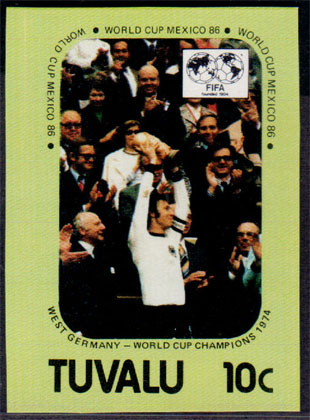 WORLD CUP MEXICO 86 • WORLD CUP MEXICO 86 • WORLD CUP MEXICO 86 •
FIFA
founded 1904
WEST GERMANY – WORLD CUP CHAMPIONS 1974
TUVALU 10c